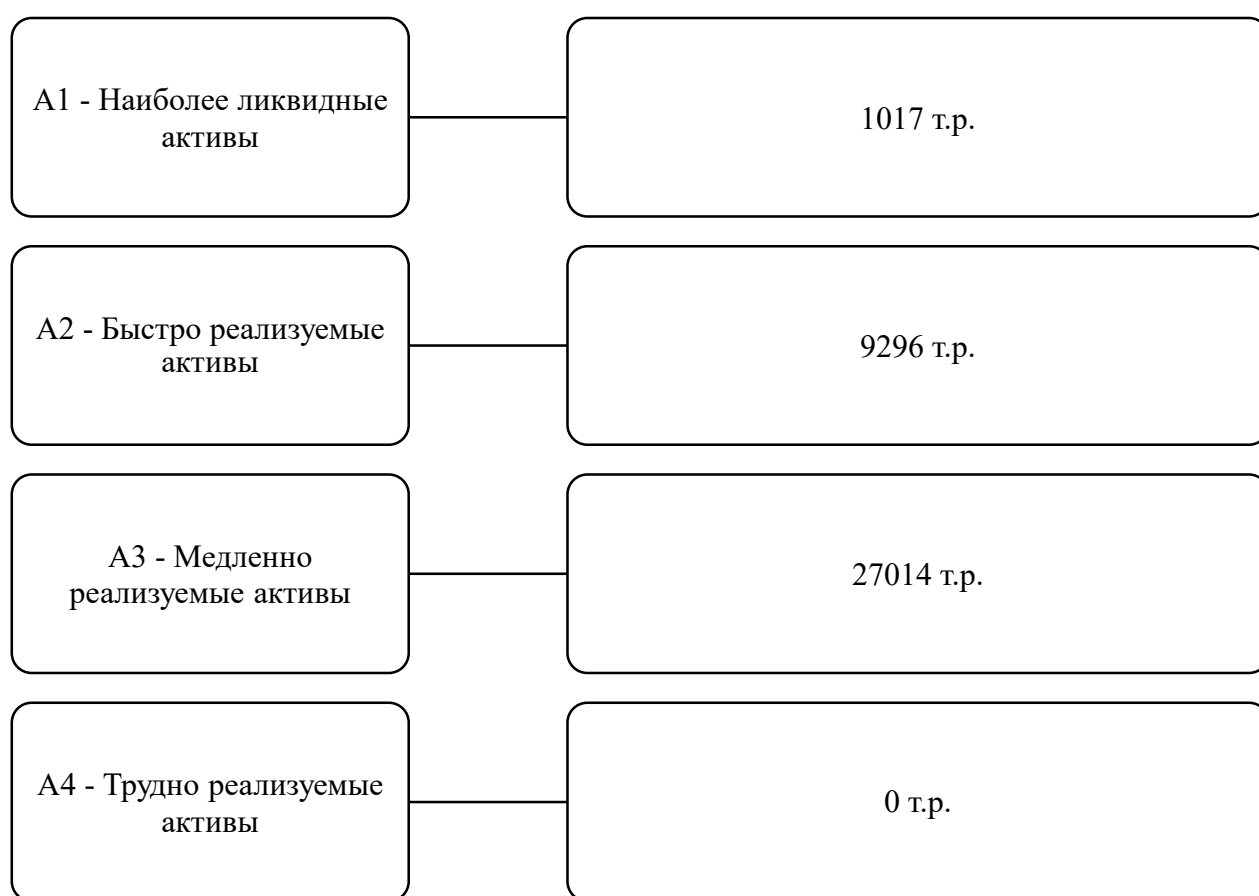 А1 - Наиболее ликвидные
активы
1017 т.р.
А2 - Быстро реализуемые
активы
9296 т.р.
А3 - Медленно
реализуемые активы
27014 т.р.
А4 - Трудно реализуемые
активы
0 т.р.